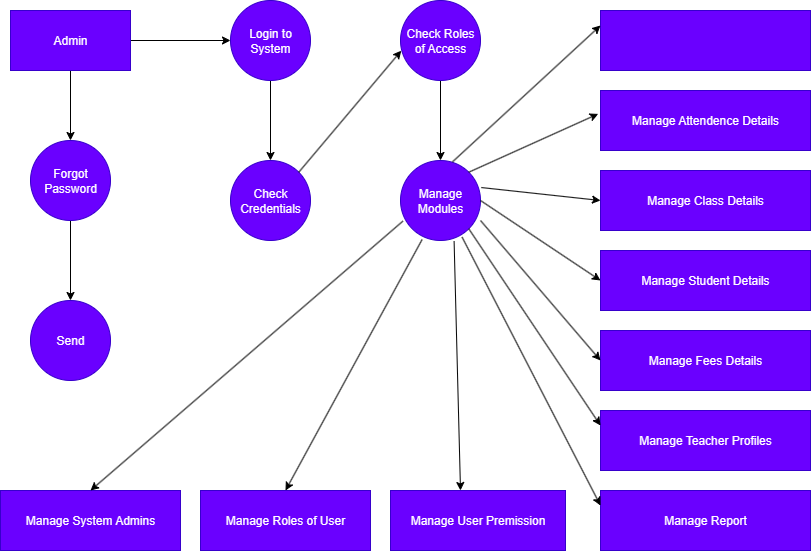 Admin
Login to
System
Check Roles
of Access
Manage Attendence Details
Forgot
Password
Check
Credentials
Manage
Modules
Manage Class Details
Manage Student Details
Send
Manage Fees Details
Manage Teacher Profiles
Manage System Admins
Manage Roles of User
Manage User Premission
Manage Report